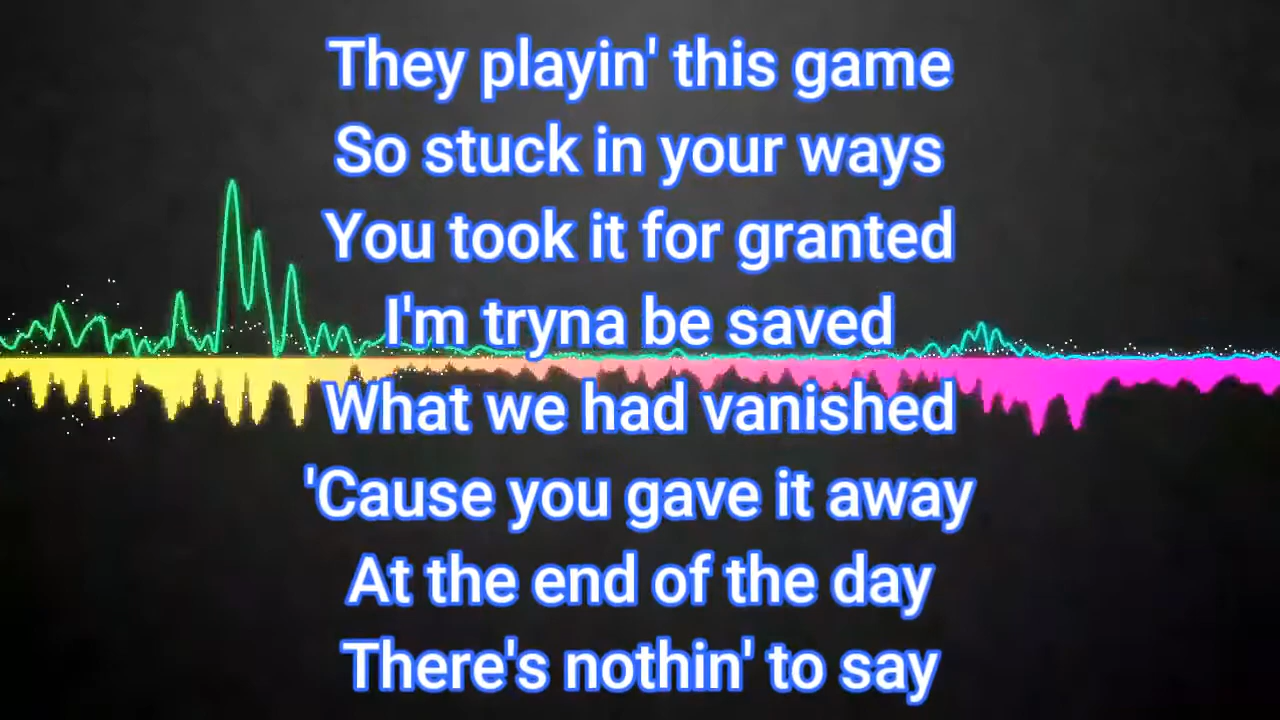 They playin' this game
So stuck in your ways
You took it for granted
I'm tryna be saved
What we had vanished
'Cause you gave it away
At the end of the day
There's nothin' to say